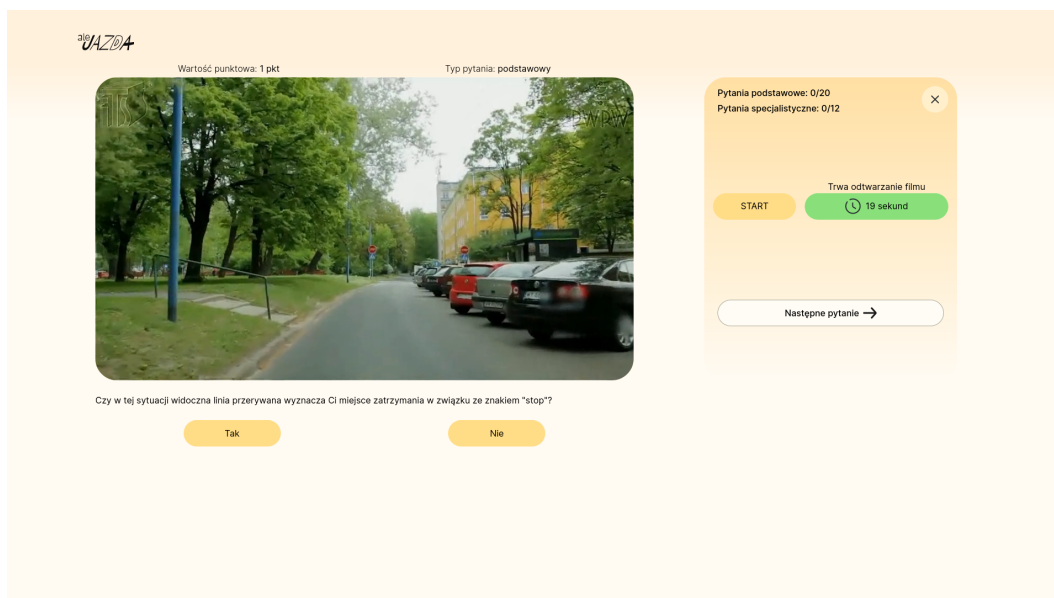 ale JAZDA
Wartość punktowa: 1 pkt
Typ pytania: podstawowy
Pytania podstawowe: 0/20
Pytania specjalistyczne: 0/12
Trwa odtwarzanie filmu
START
19 sekund
Następne pytanie
Czy w tej sytuacji widoczna linia przerywana wyznacza Ci miejsce zatrzymania w związku ze znakiem "stop"?
Tak
Nie